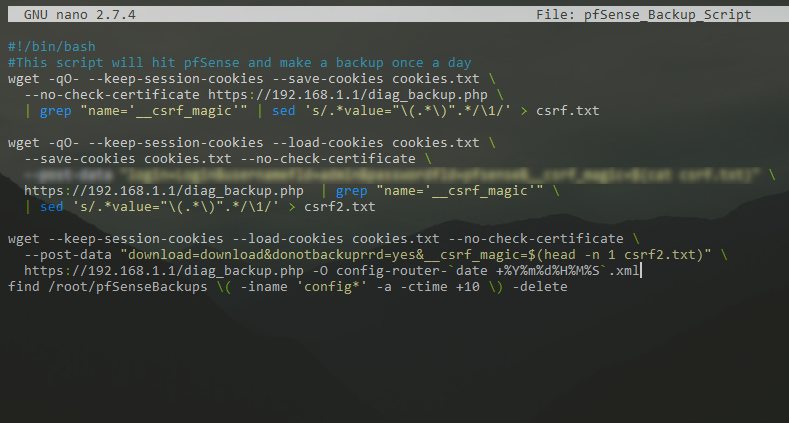 GNU nano 2.7.4 File: pfSense_Backup_Script
#!/bin/bash
#This script will hit pfSense and make a backup once a day
wget -qO- --keep-session-cookies --save-cookies cookies.txt \
--no-check-certificate https://192.168.1.1/diag_backup.php \
| grep "name='__csrf_magic'" | sed 's/.*value="\(.*\)".*/\1/' > csrf.txt
wget -qO- --keep-session-cookies --load-cookies cookies.txt \
--save-cookies cookies.txt --no-check-certificate \
\
https://192.168.1.1/diag_backup.php | grep "name='__csrf_magic'" \
| sed 's/.*value="\(.*\)".*/\1/' > csrf2.txt
wget --keep-session-cookies --load-cookies cookies.txt --no-check-certificate \
--post-data "download=download&donotbackuprrd=yes&__csrf_magic=$(head -n 1 csrf2.txt)" \
https://192.168.1.1/diag_backup.php -O config-router-`date +%Y%m%d%H%M%S`.xml
find /root/pfSenseBackups \( -iname 'config*' -a -ctime +10 \) -delete